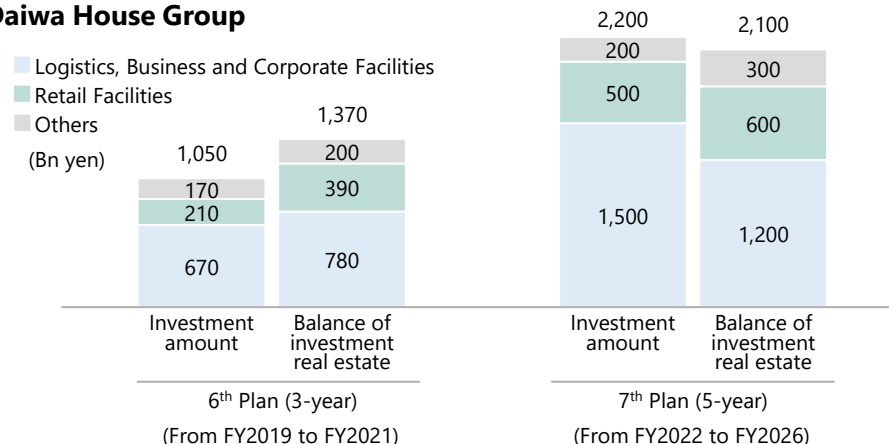 Daiwa House Group
Logistics, Business and Corporate Facilities
Retail Facilities
Others
(Bn yen)
1,050
170
210
670
1,370
200
390
780
2,200
200
500
1,500
2,100
300
600
1,200
Investment
amount
Balance of
investment
real estate
Investment
amount
Balance of
investment
real estate
6th Plan (3-year)
(From FY2019 to FY2021)
7th Plan (5-year)
(From FY2022 to FY2026)